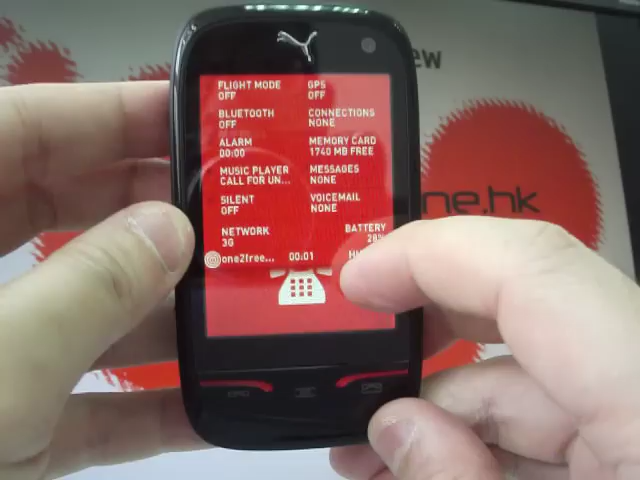 ew
FLIGHT MODE
OFF
GPS
OFF
BLUETOOTH
OFF
CONNECTIONS
NONE
ALARM
00:00
MEMORY CARD
1740 MB FREE
MUSIC PLAYER
CALL FOR UN...
MESSAGES
NONE
SILENT
OFF
VOICEMAIL
NONE
NETWORK
3G
BATTERY
28%
one2free... 00:01
ne.hk